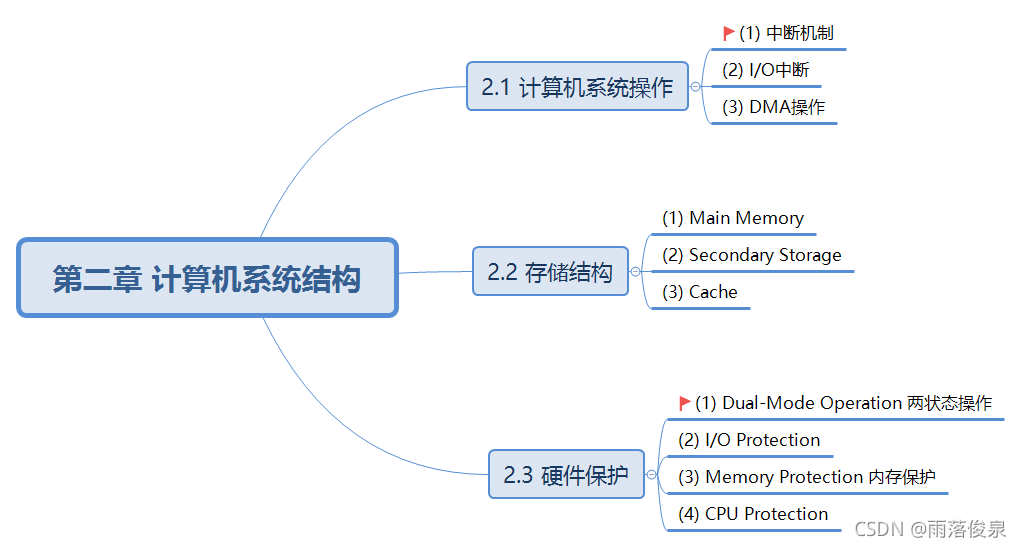 第二章 计算机系统结构
2.1 计算机系统操作
(1) 中断机制
(2) I/O中断
(3) DMA操作
2.2 存储结构
(1) Main Memory
(2) Secondary Storage
(3) Cache
2.3 硬件保护
(1) Dual-Mode Operation 两状态操作
(2) I/O Protection
(3) Memory Protection 内存保护
(4) CPU Protection
CSDN @雨落俊泉